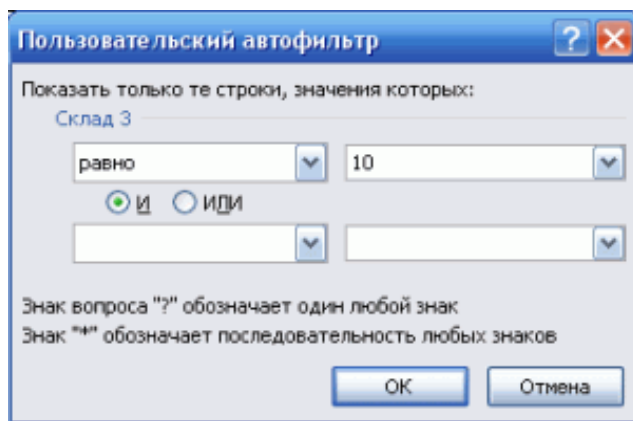 Пользовательский автофильтр
Показать только те строки, значения которых:
Склад 3
равно 10
И ИЛИ
Знак вопроса "?" обозначает один любой знак
Знак "*" обозначает последовательность любых знаков
OK Отмена